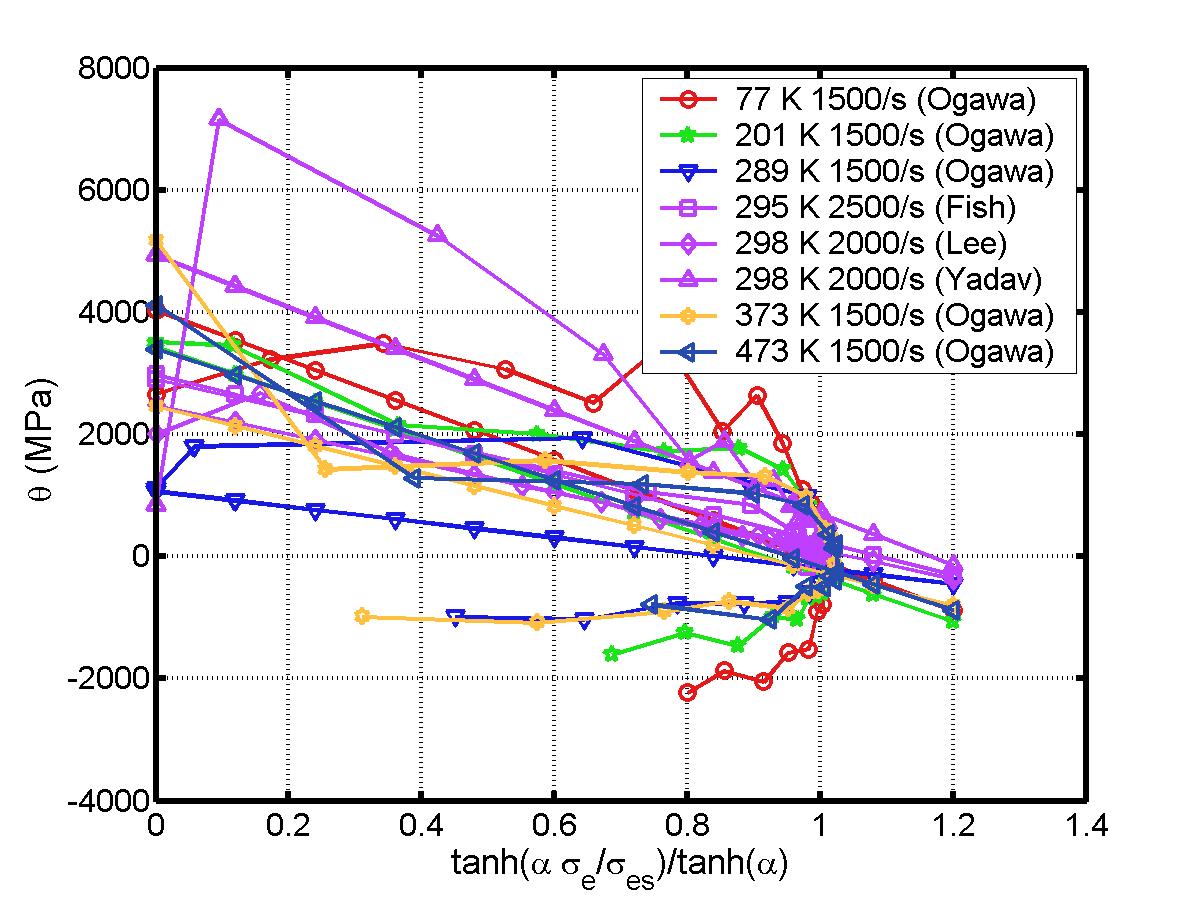 8000
6000
4000
2000
0
-2000
-4000
θ (MPa)
77 K 1500/s (Ogawa)
201 K 1500/s (Ogawa)
289 K 1500/s (Ogawa)
295 K 2500/s (Fish)
298 K 2000/s (Lee)
298 K 2000/s (Yadav)
373 K 1500/s (Ogawa)
473 K 1500/s (Ogawa)
0 0.2 0.4 0.6 0.8 1 1.2 1.4
tanh(α σe/σes)/tanh(α)